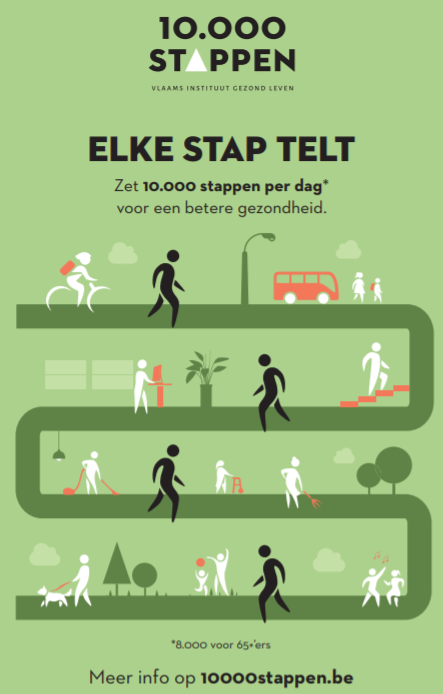 10.000
STAPPEN
VLAAMS INSTITUUT GEZOND LEVEN
ELKE STAP TELT
Zet 10.000 stappen per dag*
voor een betere gezondheid.
*8.000 voor 65+'ers
Meer info op 10000stappen.be